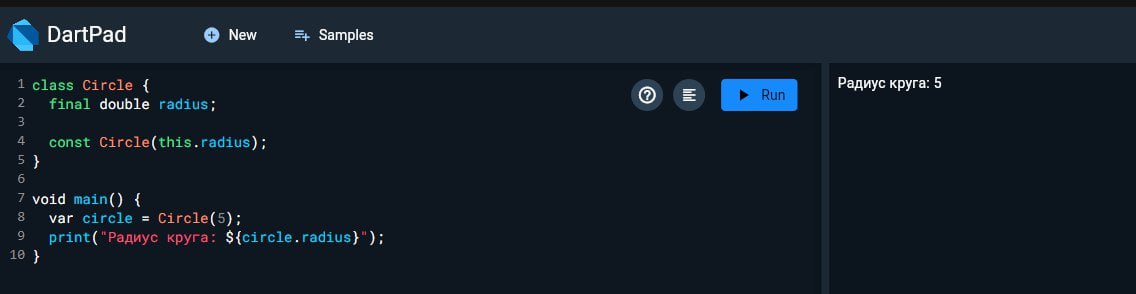 DartPad New Samples
1 class Circle {
2   final double radius;
3
4   const Circle(this.radius);
5 }
6
7 void main() {
8   var circle = Circle(5);
9   print("Радиус круга: ${circle.radius}");
10 }
Run
Радиус круга: 5